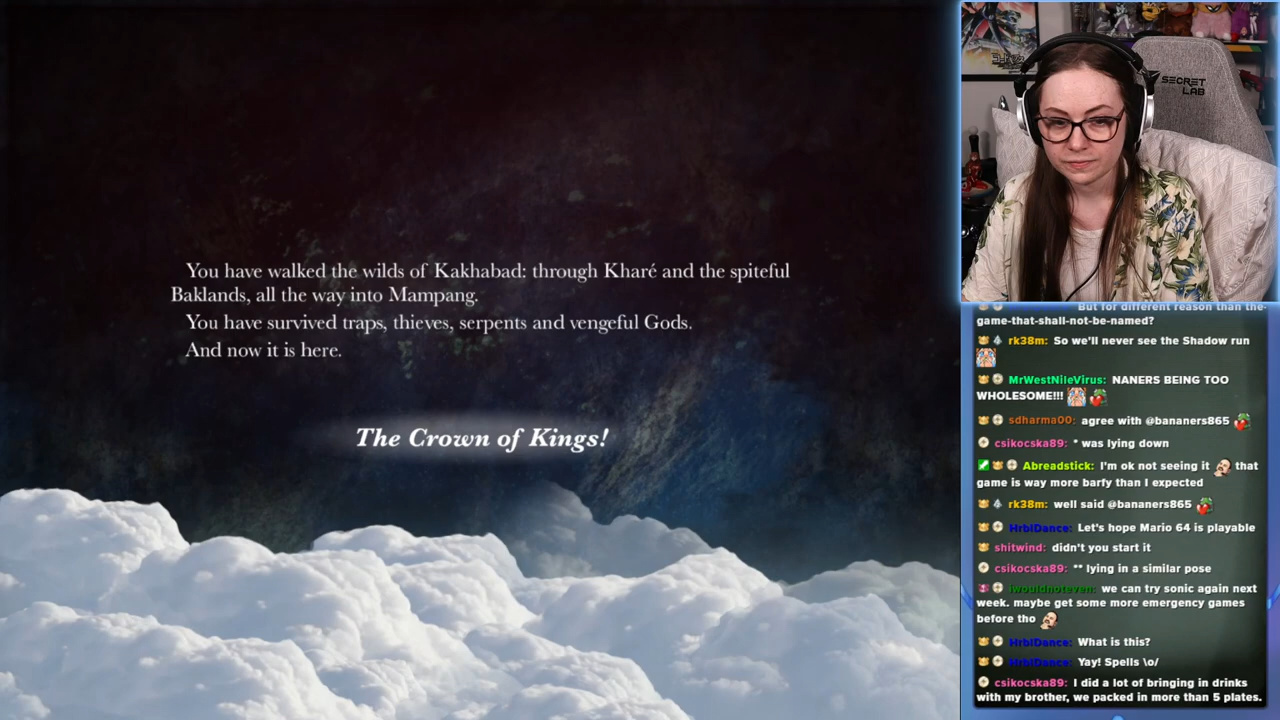 You have walked the wilds of Kakhabad: through Kharé and the spiteful
Baklands, all the way into Mampang.
You have survived traps, thieves, serpents and vengeful Gods.
And now it is here.
The Crown of Kings!
SECRET
LAB
But for different reason than the-
game-that-shall-not-be-named?
rk38m: So we'll never see the Shadow run
MrWestNileVirus: NANERS BEING TOO
WHOLESOME!!!
sdharma00: agree with @bananers865
csikocska89: * was lying down
Abreadstick: I'm ok not seeing it that
game is way more barfy than I expected
rk38m: well said @bananers865
HrblDance: Let's hope Mario 64 is playable
shitwind: didn't you start it
csikocska89: ** lying in a similar pose
iwouldnoteven: we can try sonic again next
week. maybe get some more emergency games
before tho
HrblDance: What is this?
HrblDance: Yay! Spells \o/
csikocska89: I did a lot of bringing in drinks
with my brother, we packed in more than 5 plates.